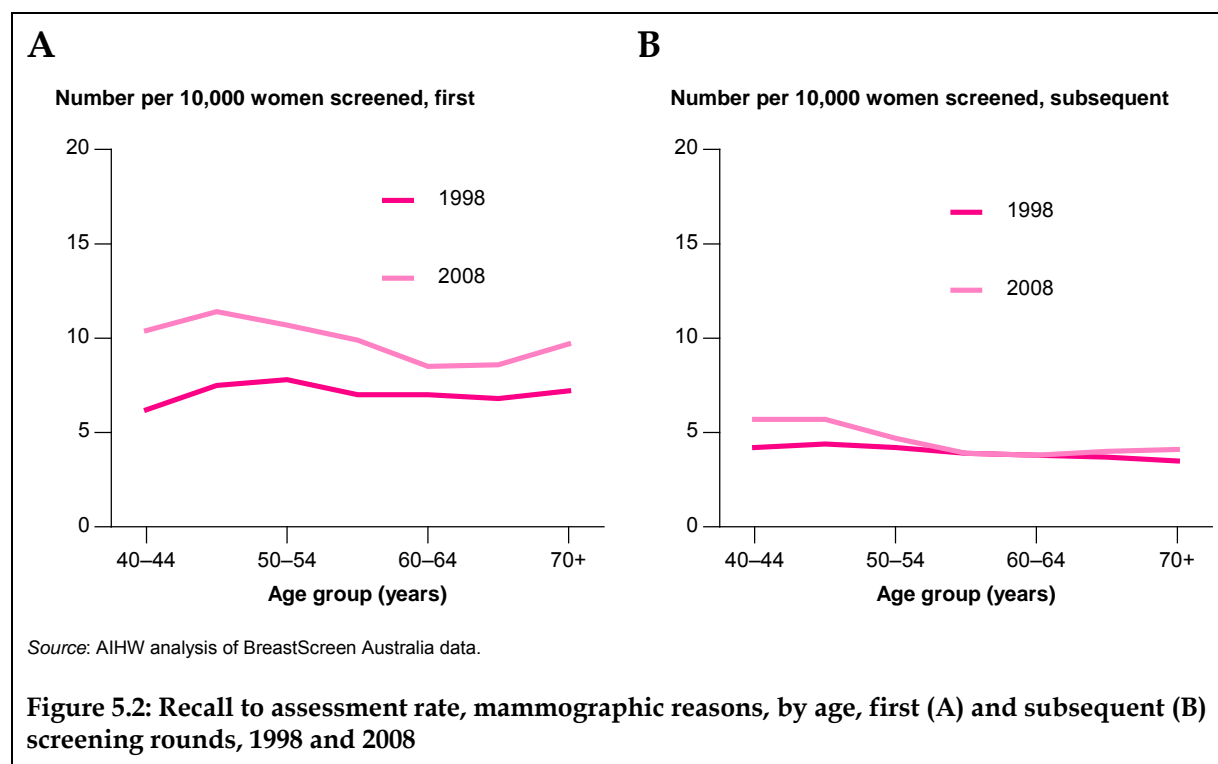 A
Number per 10,000 women screened, first
20
15
10
5
0
1998
2008
40–44
50–54
60–64
70+
Age group (years)
B
Number per 10,000 women screened, subsequent
20
15
10
5
0
1998
2008
40–44
50–54
60–64
70+
Age group (years)
Source: AIHW analysis of BreastScreen Australia data.
Figure 5.2: Recall to assessment rate, mammographic reasons, by age, first (A) and subsequent (B)
screening rounds, 1998 and 2008